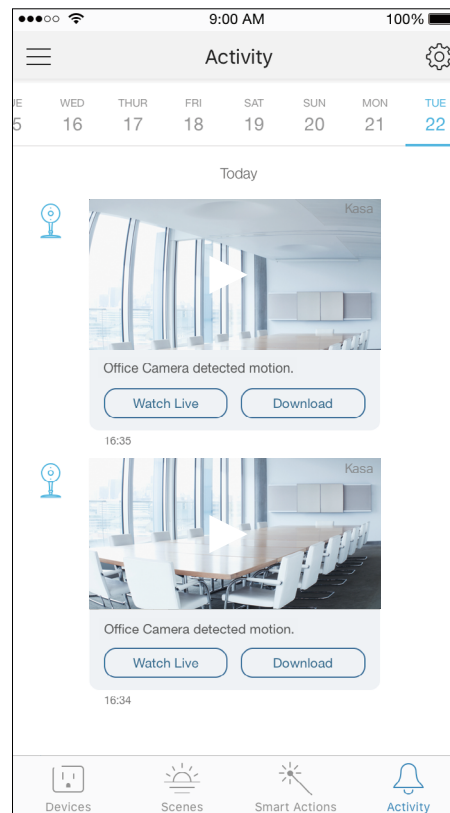 9:00 AM 100%
Activity
WED THUR FRI SAT SUN MON TUE
16 17 18 19 20 21 22
Today
Kasa
Office Camera detected motion.
Watch Live Download
16:35
Kasa
Office Camera detected motion.
Watch Live Download
16:34
Devices Scenes Smart Actions Activity